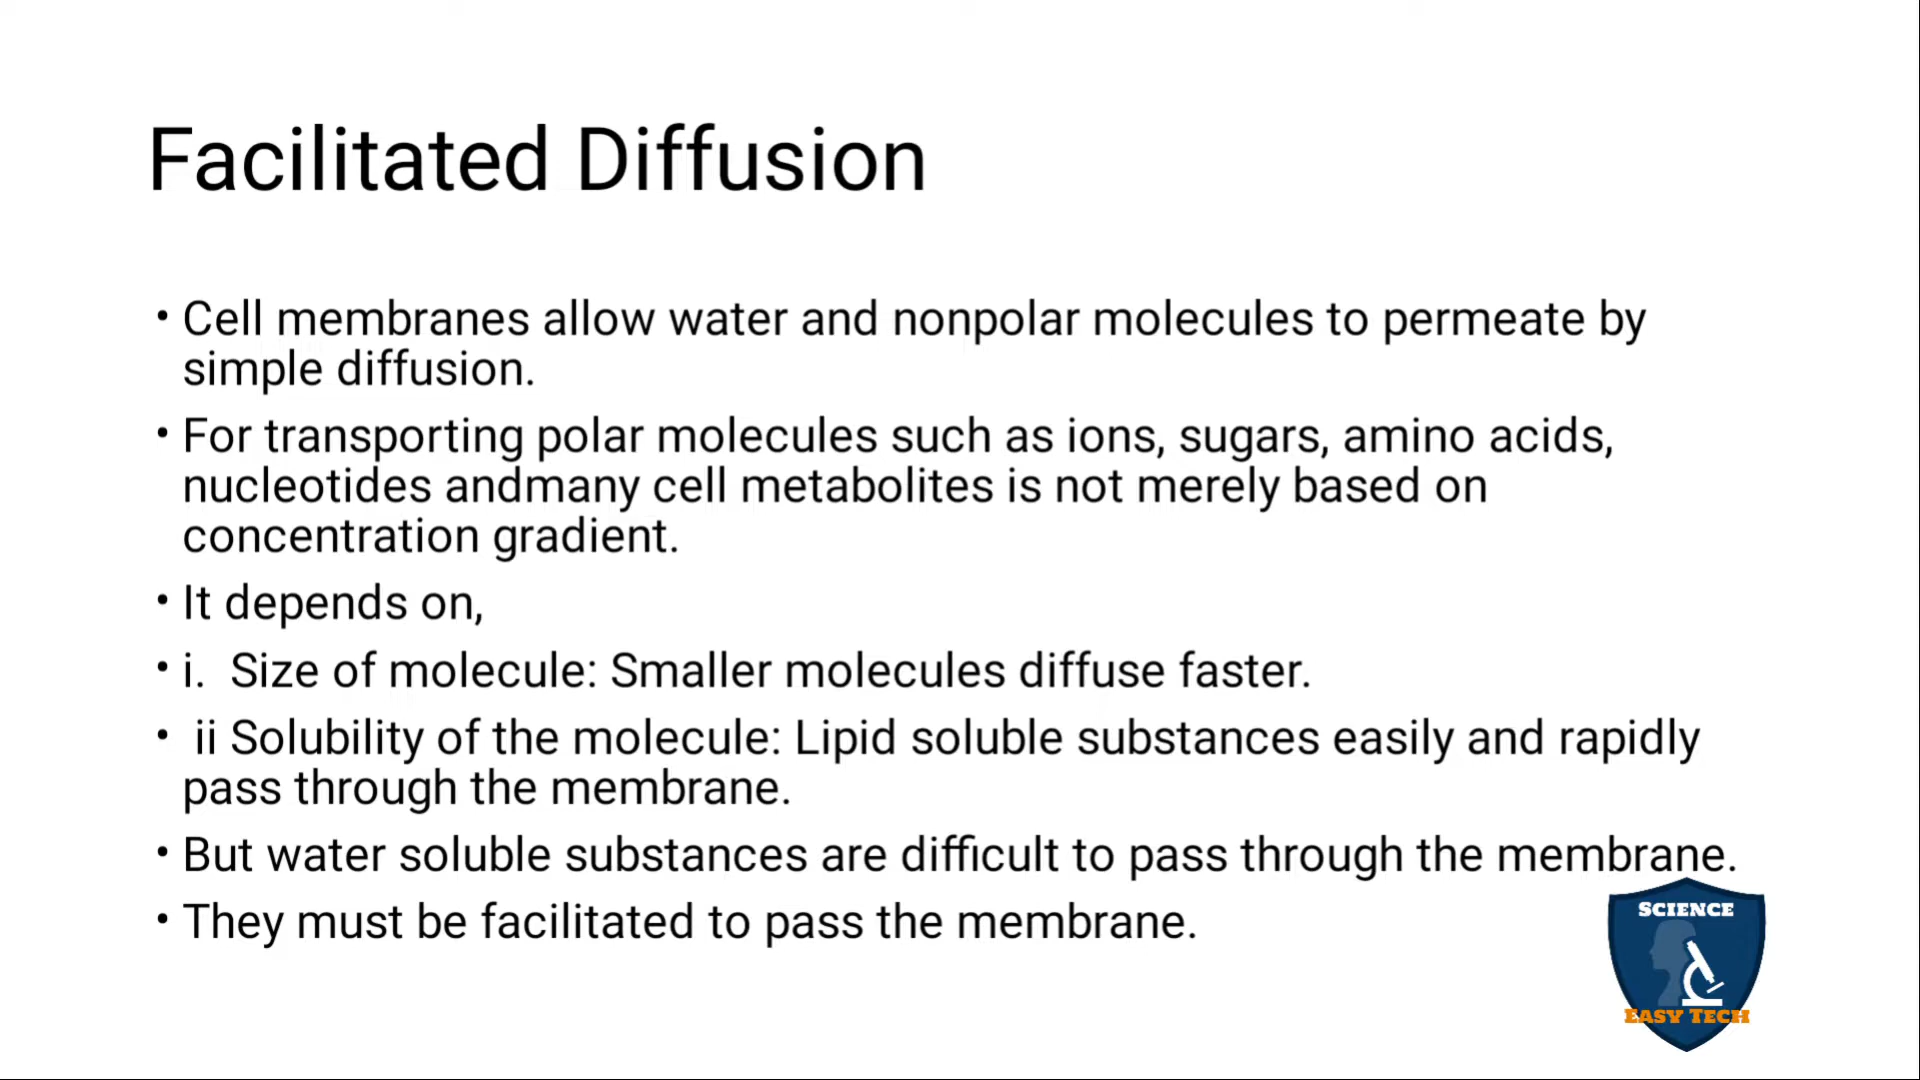 Facilitated Diffusion
• Cell membranes allow water and nonpolar molecules to permeate by
simple diffusion.
• For transporting polar molecules such as ions, sugars, amino acids,
nucleotides andmany cell metabolites is not merely based on
concentration gradient.
• It depends on,
• i.  Size of molecule: Smaller molecules diffuse faster.
•  ii Solubility of the molecule: Lipid soluble substances easily and rapidly
pass through the membrane.
• But water soluble substances are difficult to pass through the membrane.
• They must be facilitated to pass the membrane.
SCIENCE
EASY TECH